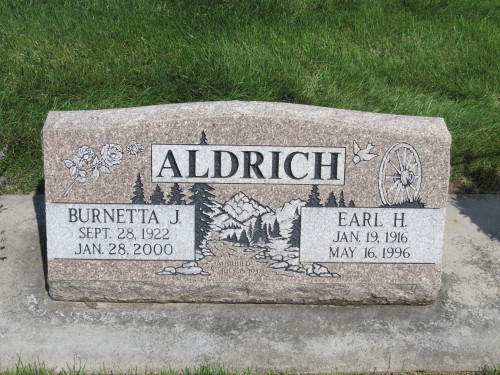 ALDRICH
BURNETTA J.
SEPT. 28, 1922
JAN. 28, 2000
EARL H.
JAN. 19, 1916
MAY 16, 1996